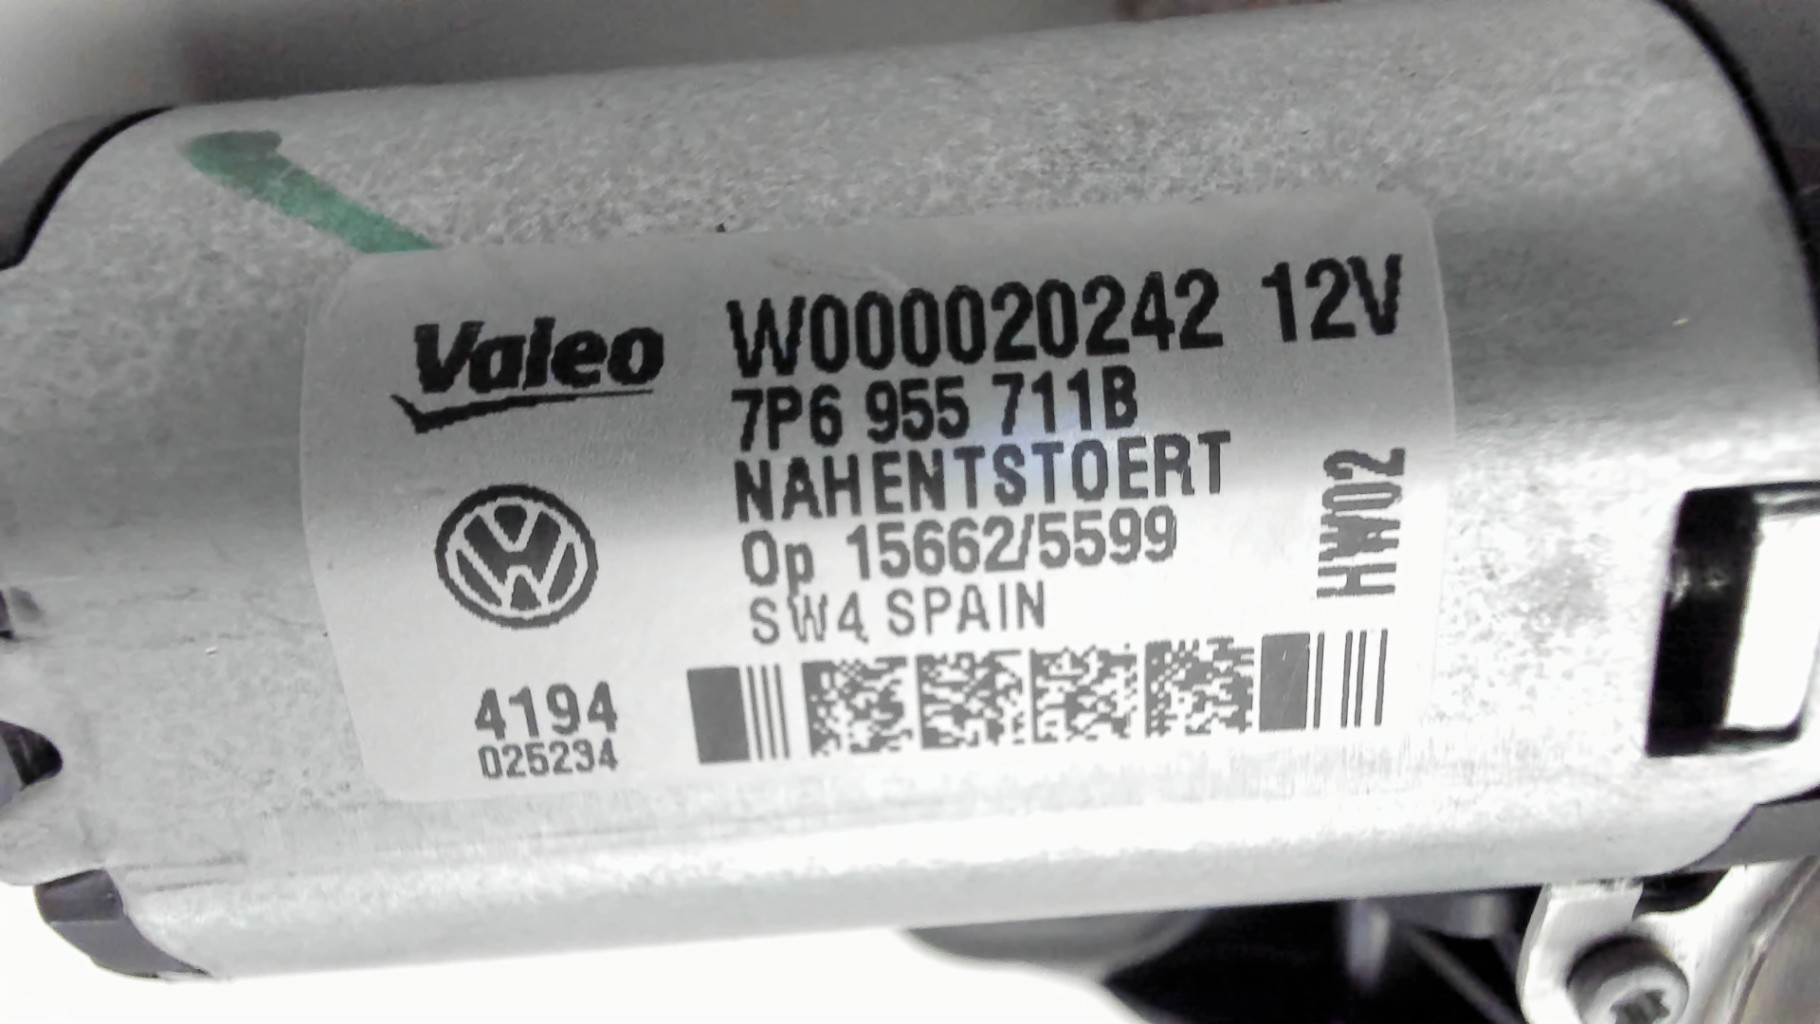 Valeo
W000020242 12V
7P6 955 711B
NAHENTSTOERT
Op 15662/5599
SW4 SPAIN
HW02
4194
025234